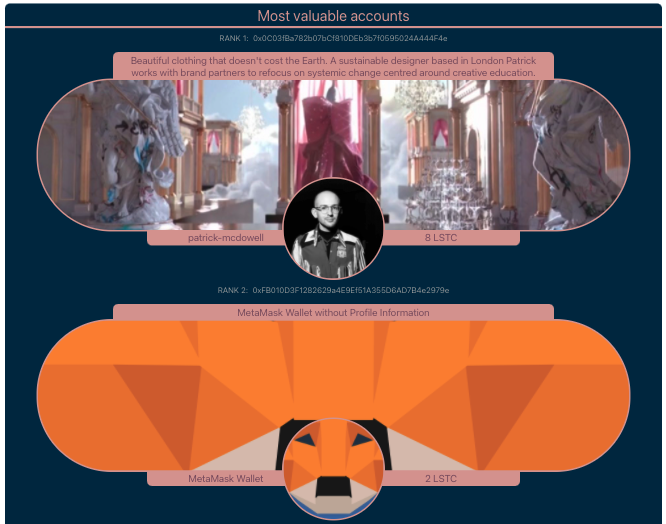 Most valuable accounts
RANK 1: 0x0C03fBa782b07bCf810DEb3b7f0595024A444F4e
Beautiful clothing that doesn't cost the Earth. A sustainable designer based in London Patrick
works with brand partners to refocus on systemic change centred around creative education.
patrick-mcdowell
8 LSTC
RANK 2: 0xFB010D3F1282629a4E9Ef51A355D6AD7B4e2979e
MetaMask Wallet without Profile Information
MetaMask Wallet
2 LSTC